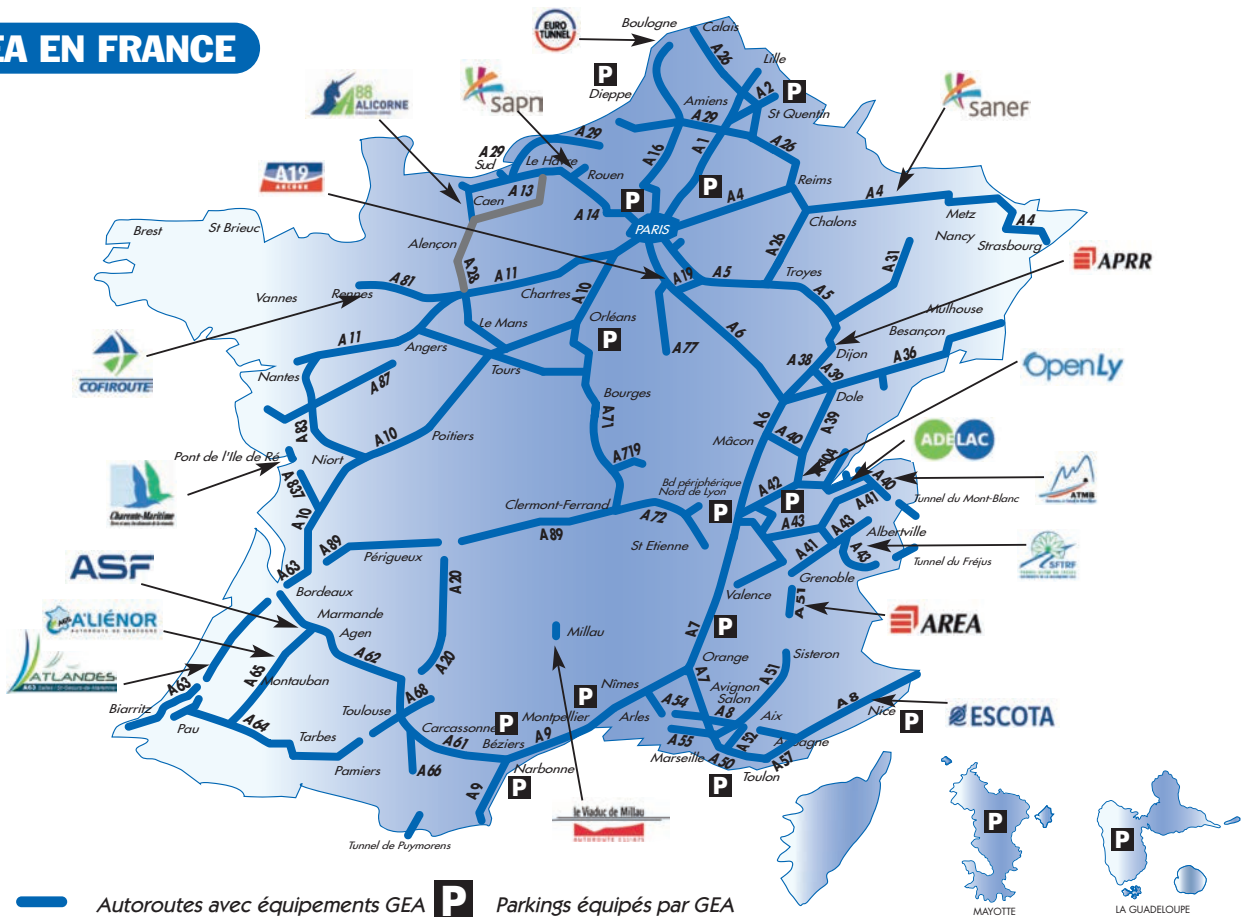 EA EN FRANCE
EURO
TUNNEL
Boulogne
Calais
A26
Lille
P
Dieppe
A2
P
88
ALICORNE
sapn
Amiens
St Quentin
sanef
A29
A29
A1
A26
A16
A29
Sud
Le Havre
Rouen
Reims
A19
ARCOUR
A13
P
A4
A4
Caen
A14
P
Chalons
Metz
A4
Nancy
Strasbourg
Brest
St Brieuc
PARIS
Alençon
A26
A31
APRR
A28
A11
A19
A5
Troyes
A81
Vannes
Rennes
Chartres
A10
A5
Mulhouse
Orléans
Le Mans
A6
Besançon
A11
P
A77
A38
Dijon
A36
OpenLy
COFIROUTE
Angers
Nantes
A87
Tours
A39
Bourges
Dole
A83
A71
A6
A39
ADELAC
A10
Poitiers
Mâcon
A40
Pont de l'Ile de Ré
Niort
A719
A404
A837
Bd périphérique
Nord de Lyon
A42
A40
ATMB
Charente-Maritime
Clermont-Ferrand
P
P
A41
Tunnel du Mont-Blanc
A10
A72
A43
A43
Albertville
A89
A89
St Etienne
A41
A43
SFTRF
ASF
Périgueux
Tunnel du Fréjus
A63
Grenoble
Bordeaux
A20
Valence
A51
A'LIÉNOR
AUTOROUTE DE GASCOGNE
Marmande
AREA
Agen
Millau
A7
P
ATLANDES
A62
A20
Orange
Sisteron
A65
Montauban
A63
A7
A51
Nîmes
Avignon
Biarritz
A68
P
A54
Salon
A8
Toulouse
Carcassonne
Montpellier
Arles
A8
Aix
Nice
ESCOTA
Pau
A64
P
A9
A55
A52
Aubagne
P
Tarbes
A61
Béziers
Marseille
A50
A57
Pamiers
A66
Narbonne
Toulon
A9
P
P
le Viaduc de Millau
P
P
Tunnel de Puymorens
Autoroutes avec équipements GEA
P
Parkings équipés par GEA
MAYOTTE
LA GUADELOUPE